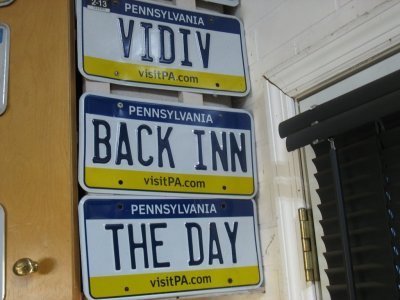 2-13
PENNSYLVANIA
VIDIV
visitPA.com
PENNSYLVANIA
BACK INN
visitPA.com
PENNSYLVANIA
THE DAY
visitPA.com